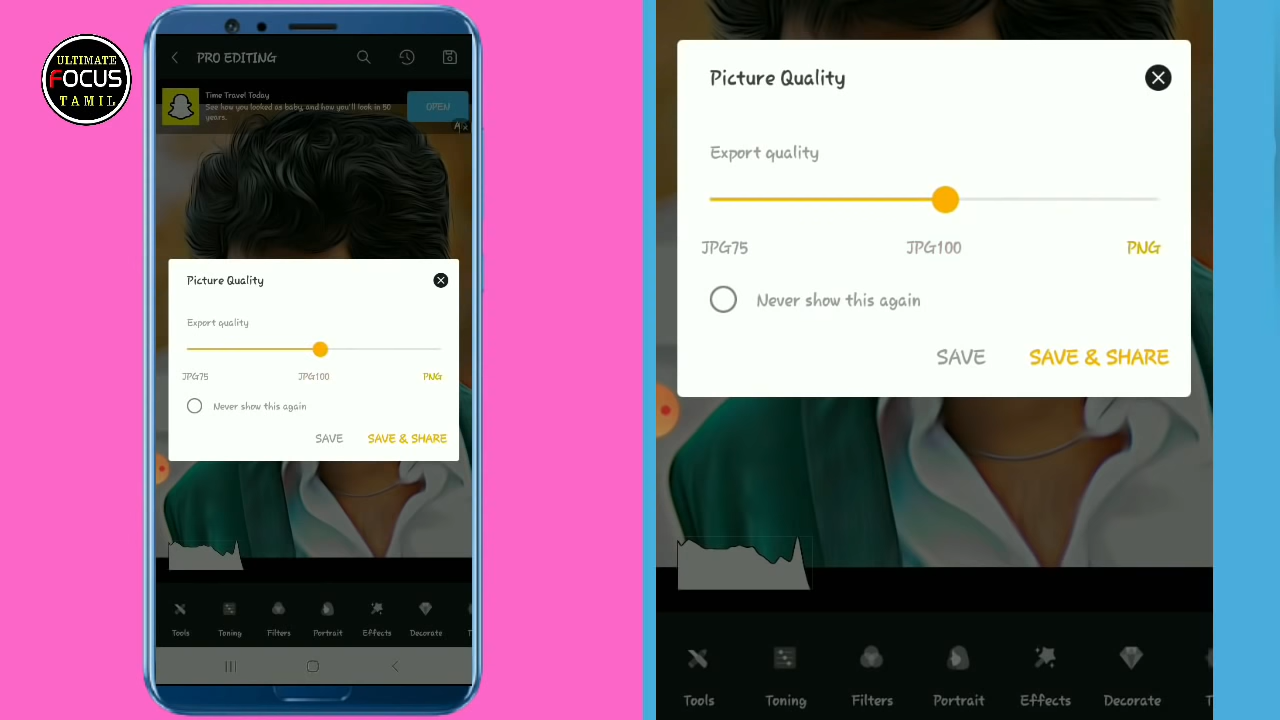 ULTIMATE
FOCUS
TAMIL
PRO EDITING
Time Travel Today
See how you looked as baby, and how you'll look in 50
years.
OPEN
Picture Quality
Export quality
JPG75 JPG100 PNG
Never show this again
SAVE SAVE & SHARE
Tools Toning Filters Portrait Effects Decorate T
Picture Quality
Export quality
JPG75 JPG100 PNG
Never show this again
SAVE SAVE & SHARE
Tools Toning Filters Portrait Effects Decorate T